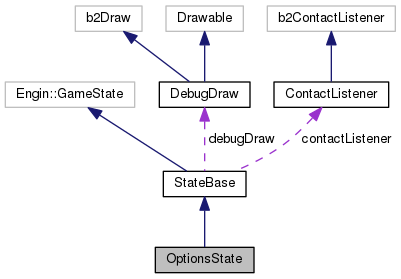 b2Draw
Drawable
b2ContactListener
Engin::GameState
DebugDraw
ContactListener
debugDraw
contactListener
StateBase
OptionsState